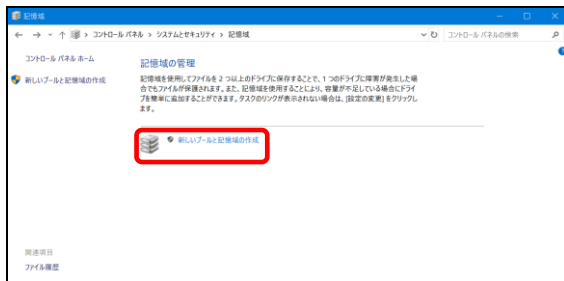 記憶域
コントロール パネル › システムとセキュリティ › 記憶域
コントロール パネルの検索
コントロール パネル ホーム
新しいプールと記憶域の作成
記憶域の管理
記憶域を使用してファイルを 2 つ以上のドライブに保存することで、1 つのドライブに障害が発生した場
合でもファイルが保護されます。また、記憶域を使用することにより、容量が不足している場合にドライ
ブを簡単に追加することができます。タスクのリンクが表示されない場合は、[設定の変更] をクリックし
ます。
新しいプールと記憶域の作成
関連項目
ファイル履歴